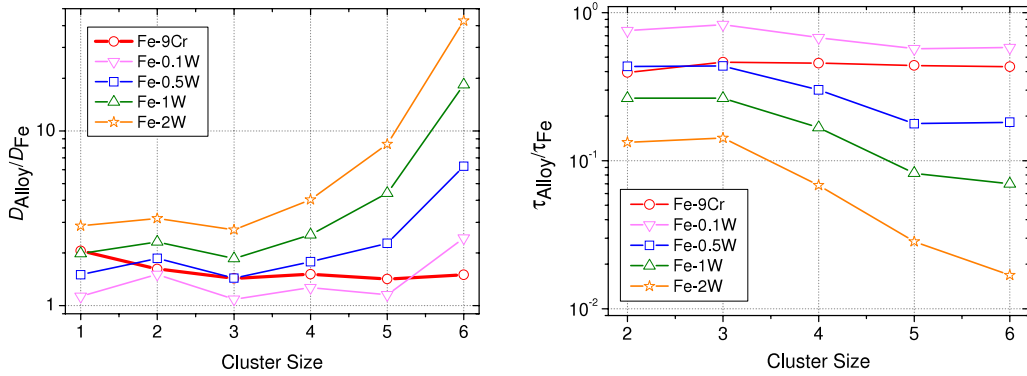 D_Alloy/D_Fe
10
1
Fe-9Cr
Fe-0.1W
Fe-0.5W
Fe-1W
Fe-2W
1 2 3 4 5 6
Cluster Size
τ_Alloy/τ_Fe
10^0
10^-1
10^-2
Fe-9Cr
Fe-0.1W
Fe-0.5W
Fe-1W
Fe-2W
2 3 4 5 6
Cluster Size